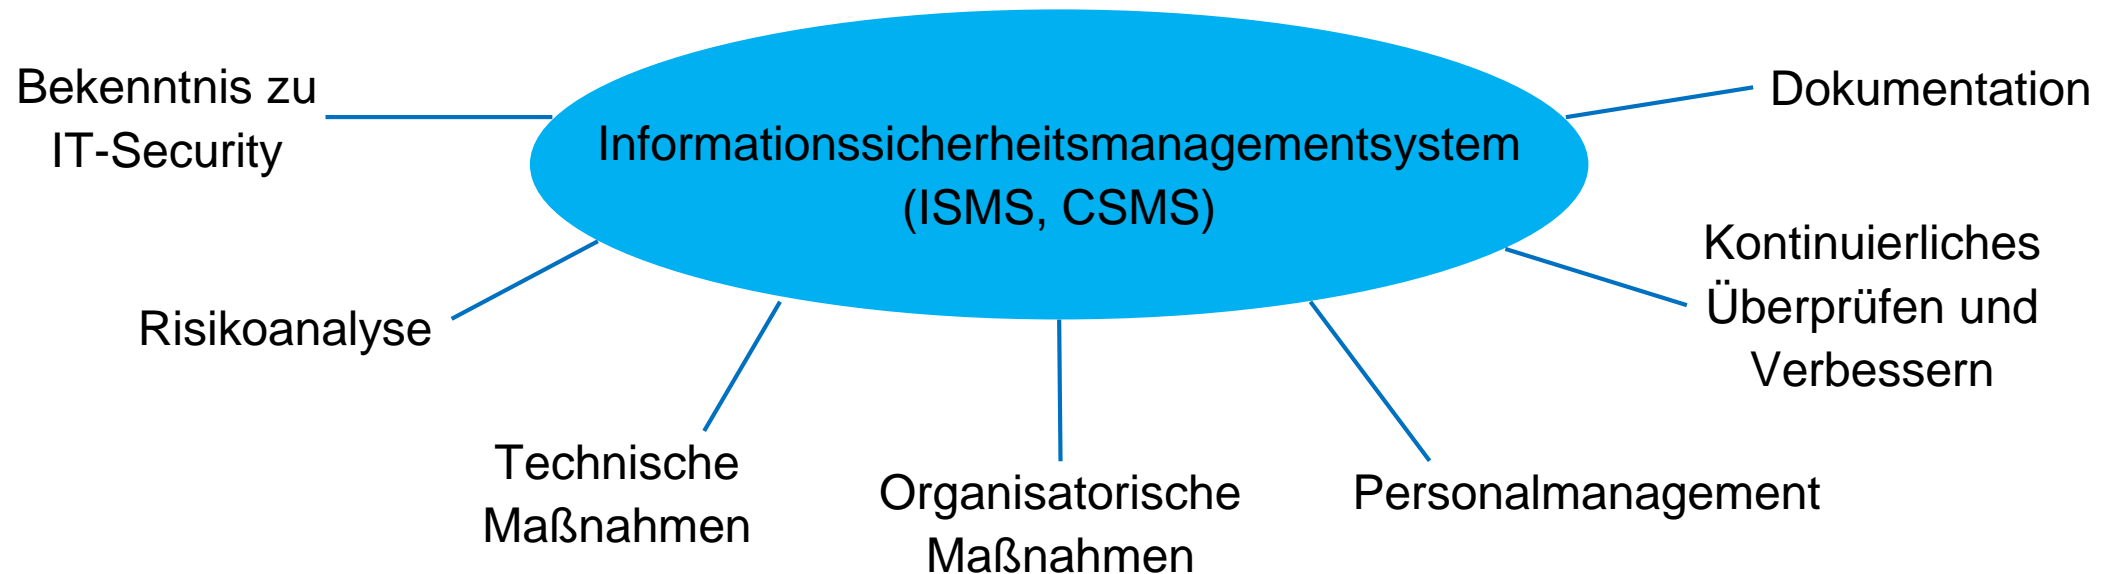 Bekenntnis zu
IT-Security
Informationssicherheitsmanagementsystem
(ISMS, CSMS)
Dokumentation
Risikoanalyse
Kontinuierliches
Überprüfen und
Verbessern
Technische
Maßnahmen
Organisatorische
Maßnahmen
Personalmanagement